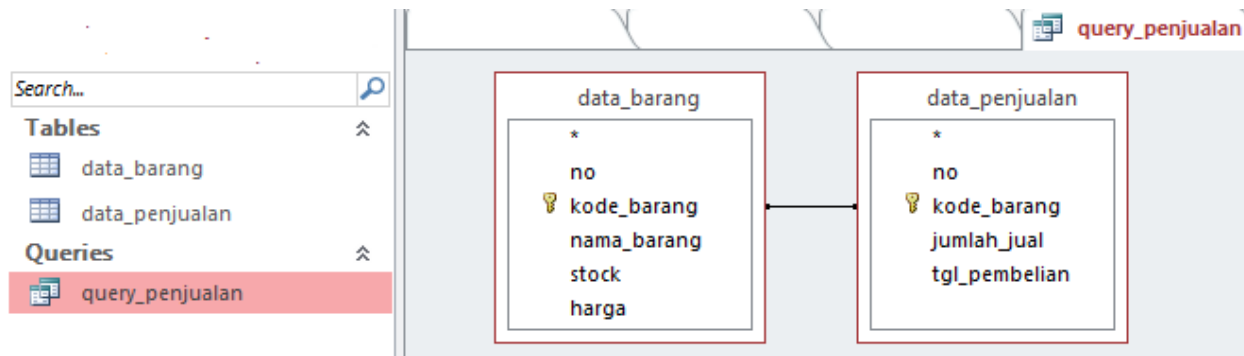 query_penjualan
Search...
Tables
data_barang
data_penjualan
Queries
query_penjualan
data_barang
*
no
kode_barang
nama_barang
stock
harga
data_penjualan
*
no
kode_barang
jumlah_jual
tgl_pembelian